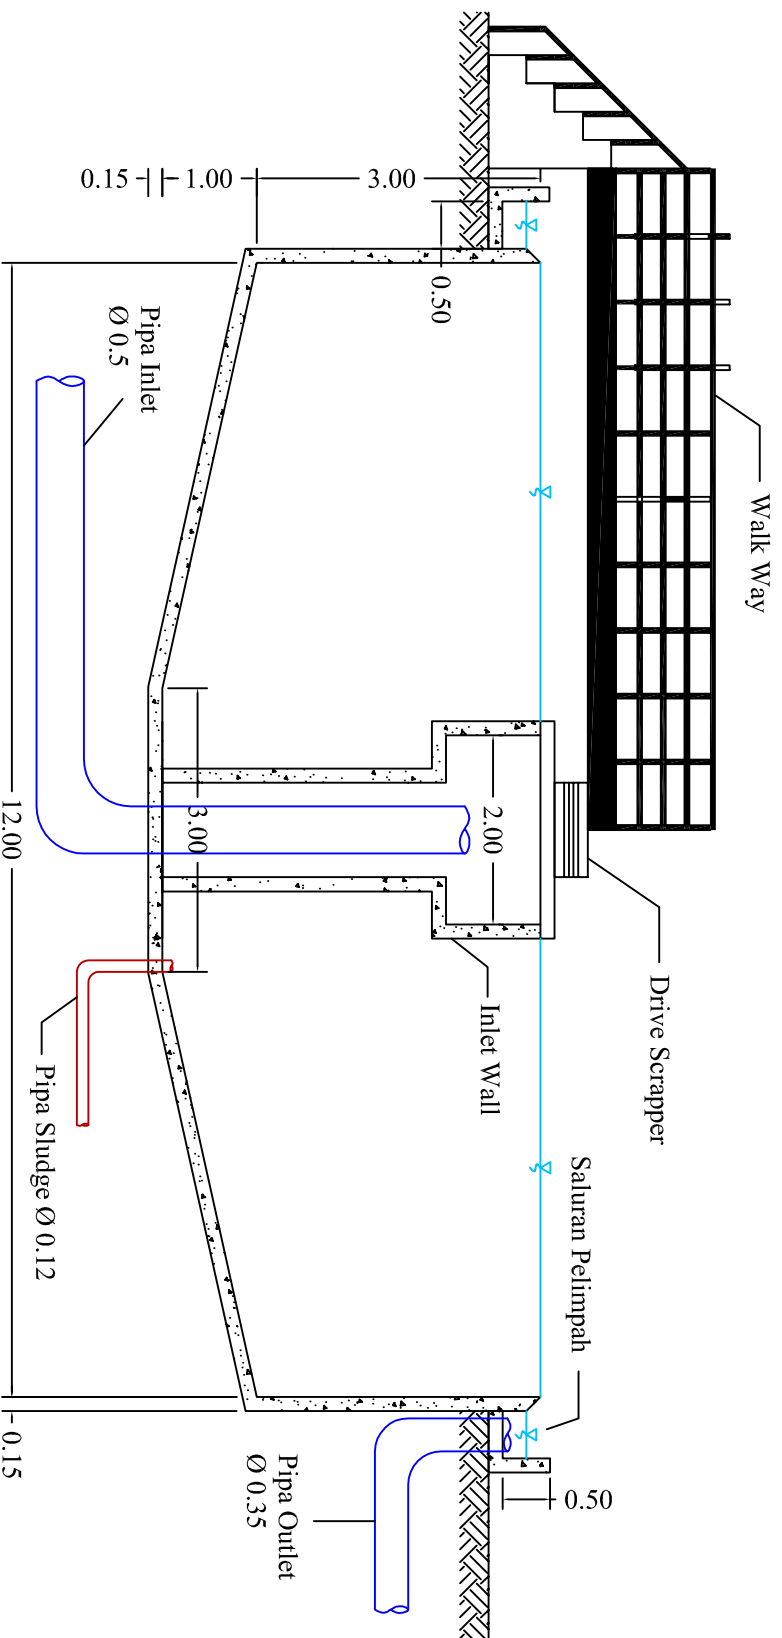 Walk Way
Drive Scrapper
Saluran Pelimpah
Inlet Wall
Pipa Inlet
Ø 0.5
Pipa Sludge Ø 0.12
Pipa Outlet
Ø 0.35
3.00
1.00
0.15
0.50
2.00
3.00
0.50
12.00
0.15